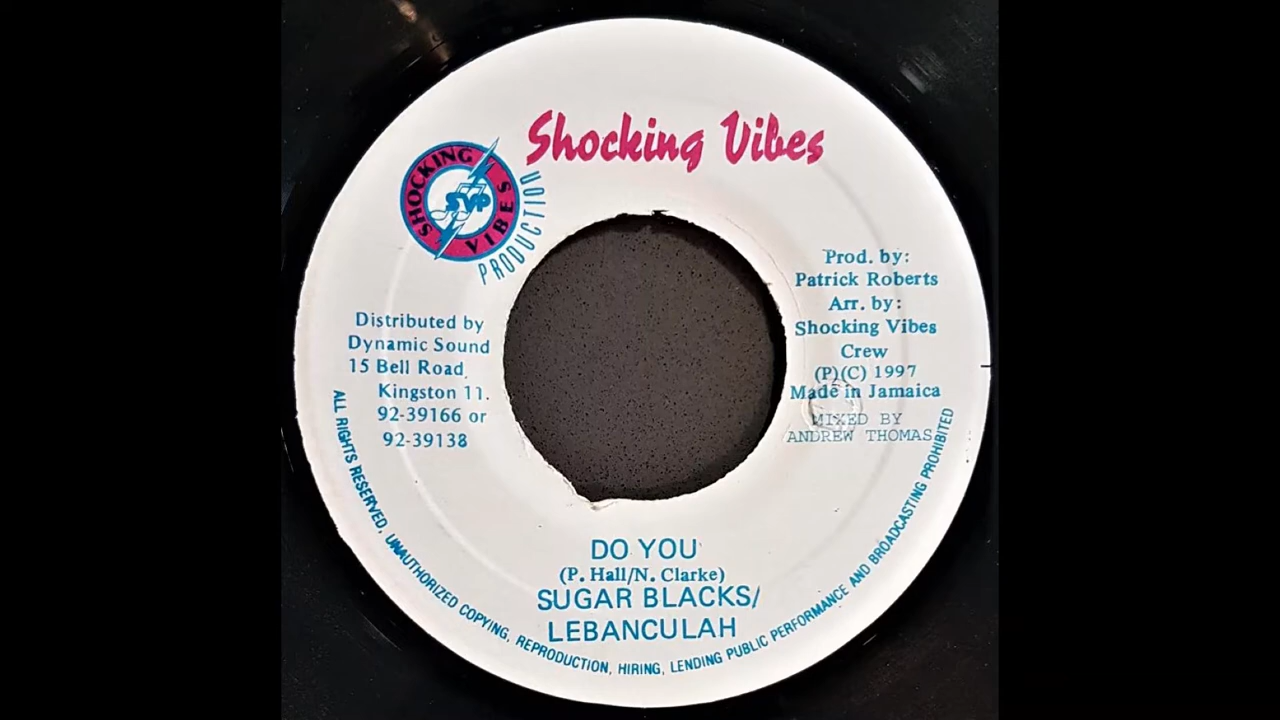 Shocking Vibes
SHOCKING VIBES
SVP
PRODUCTION
Prod. by:
Patrick Roberts
Arr. by:
Shocking Vibes
Crew
(P)(C) 1997
Made in Jamaica
MIXED BY
ANDREW THOMAS
Distributed by
Dynamic Sound
15 Bell Road
Kingston 11.
92-39166 or
92-39138
DO YOU
(P. Hall/N. Clarke)
SUGAR BLACKS/
LEBANCULAH
ALL RIGHTS RESERVED, UNAUTHORIZED COPYING, REPRODUCTION, HIRING, LENDING PUBLIC PERFORMANCE AND BROADCASTING PROHIBITED